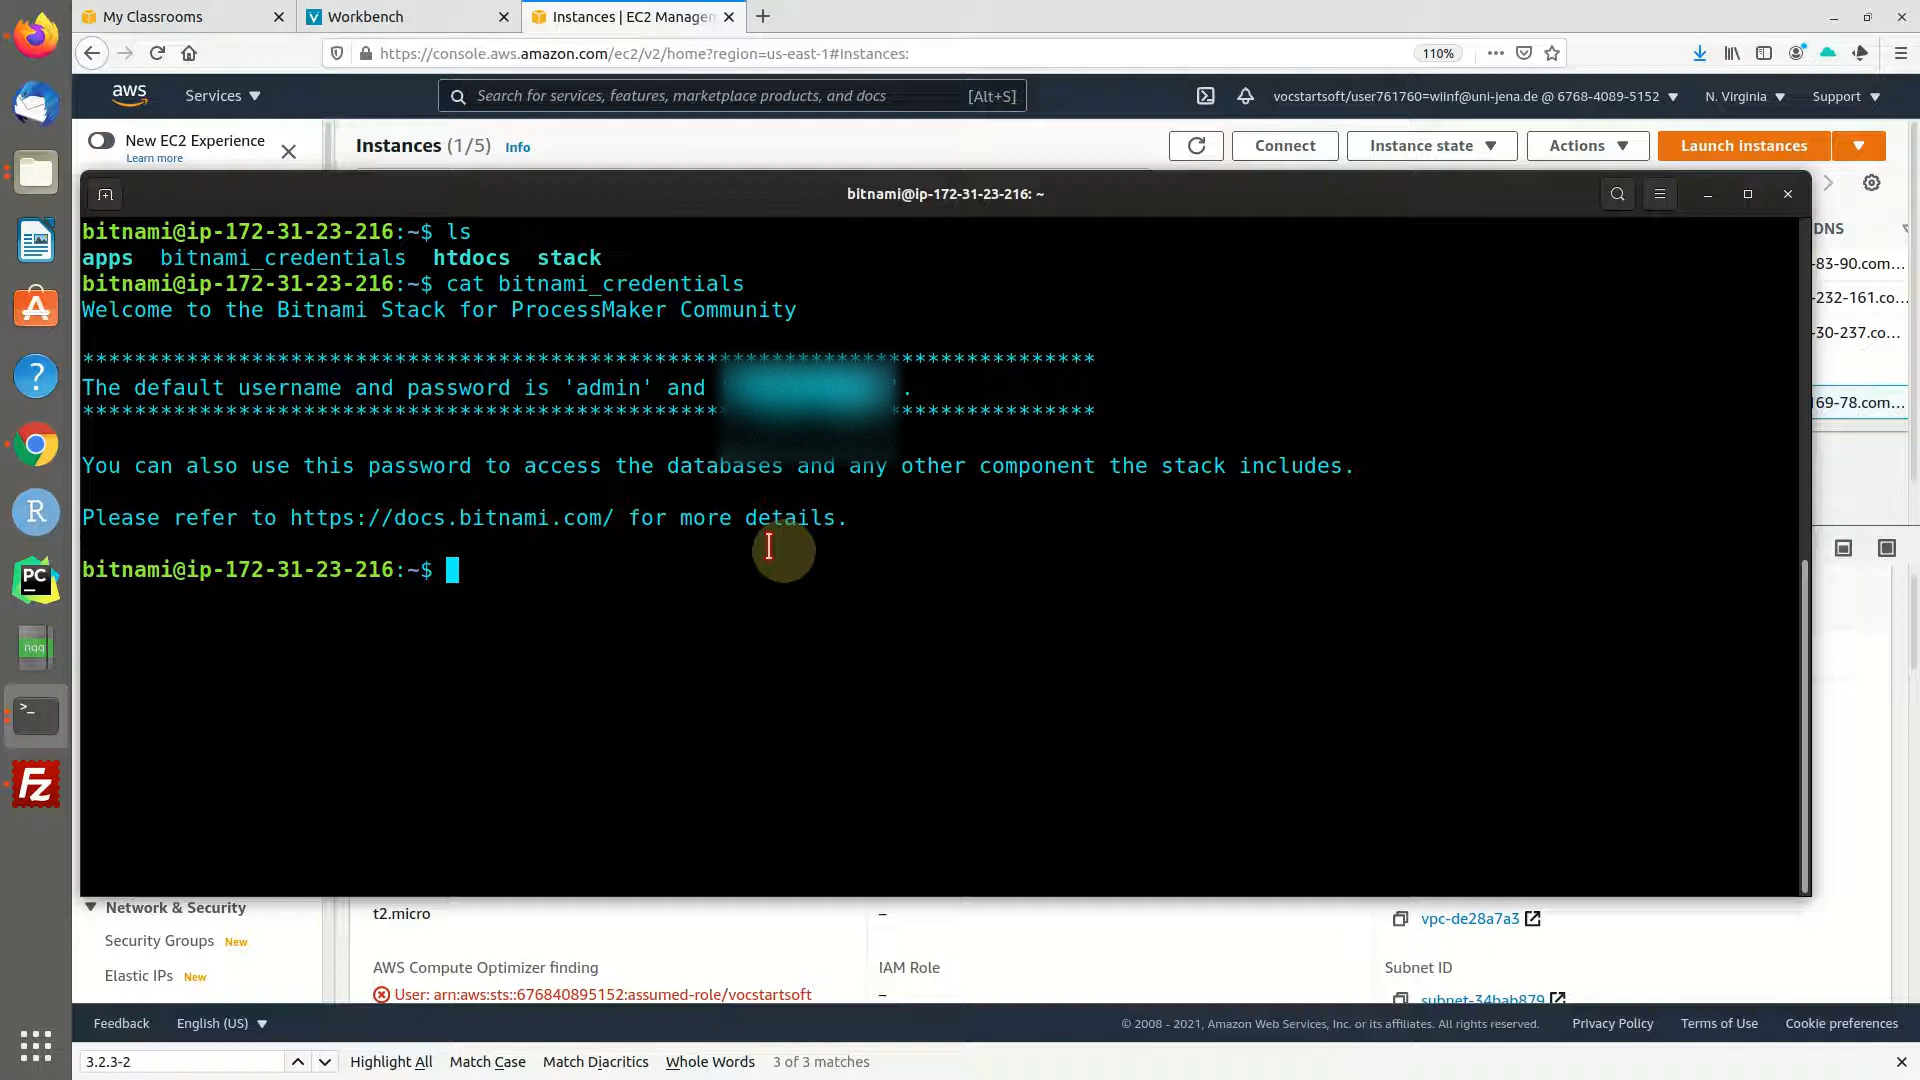 My Classrooms
Workbench
Instances | EC2 Managem
https://console.aws.amazon.com/ec2/v2/home?region=us-east-1#Instances:
110%
aws
Services
Search for services, features, marketplace products, and docs
[Alt+S]
vocstartsoft/user761760=wiinf@uni-jena.de @ 6768-4089-5152
N. Virginia
Support
New EC2 Experience
Learn more
Instances (1/5) Info
Connect
Instance state
Actions
Launch instances
bitnami@ip-172-31-23-216: ~
DNS
-83-90.com...
-232-161.co...
-30-237.co...
169-78.com...
bitnami@ip-172-31-23-216:~$ ls
apps bitnami_credentials htdocs stack
bitnami@ip-172-31-23-216:~$ cat bitnami_credentials
Welcome to the Bitnami Stack for ProcessMaker Community
******************************************************************************
The default username and password is 'admin' and ' '.
******************************************************************************
You can also use this password to access the databases and any other component the stack includes.
Please refer to https://docs.bitnami.com/ for more details.
bitnami@ip-172-31-23-216:~$
A
?
R
PC
nqq
>_
FZ
Network & Security
Security Groups New
Elastic IPs New
t2.micro
–
vpc-de28a7a3
AWS Compute Optimizer finding
IAM Role
Subnet ID
User: arn:aws:sts::676840895152:assumed-role/vocstartsoft
–
subnet-34bab879
Feedback
English (US)
© 2008 - 2021, Amazon Web Services, Inc. or its affiliates. All rights reserved.
Privacy Policy
Terms of Use
Cookie preferences
3.2.3-2
Highlight All
Match Case
Match Diacritics
Whole Words
3 of 3 matches